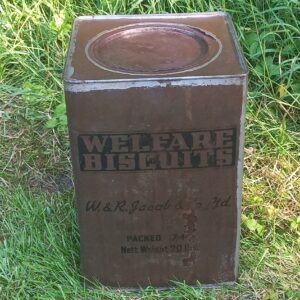 WELFARE
BISCUITS
W. & R. Jacob & Co. Ltd.
PACKED
Nett Weight 20 lbs.